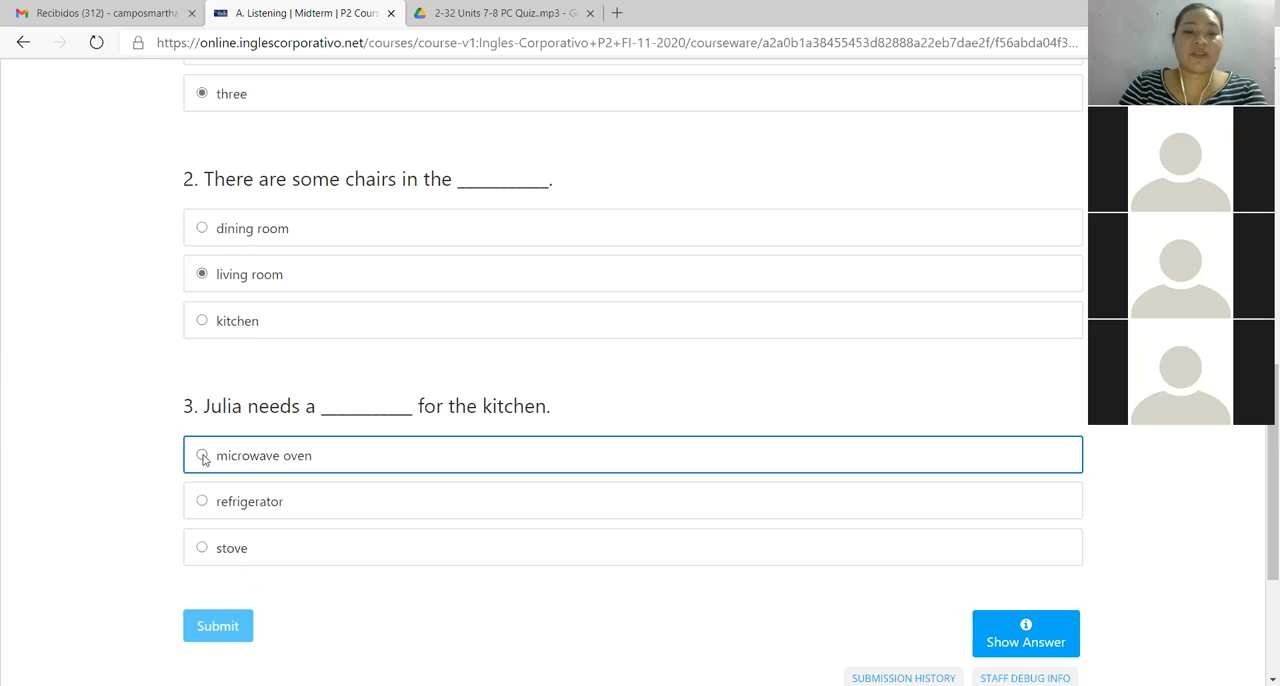 Recibidos (312) - camposmartha
A. Listening | Midterm | P2 Cours
2-32 Units 7-8 PC Quiz..mp3 - G
https://online.inglescorporativo.net/courses/course-v1:Ingles-Corporativo+P2+FI-11-2020/courseware/a2a0b1a38455453d82888a22eb7dae2f/f56abda04f3...
three
2. There are some chairs in the ___________.
dining room
living room
kitchen
3. Julia needs a ___________ for the kitchen.
microwave oven
refrigerator
stove
Submit
Show Answer
SUBMISSION HISTORY
STAFF DEBUG INFO